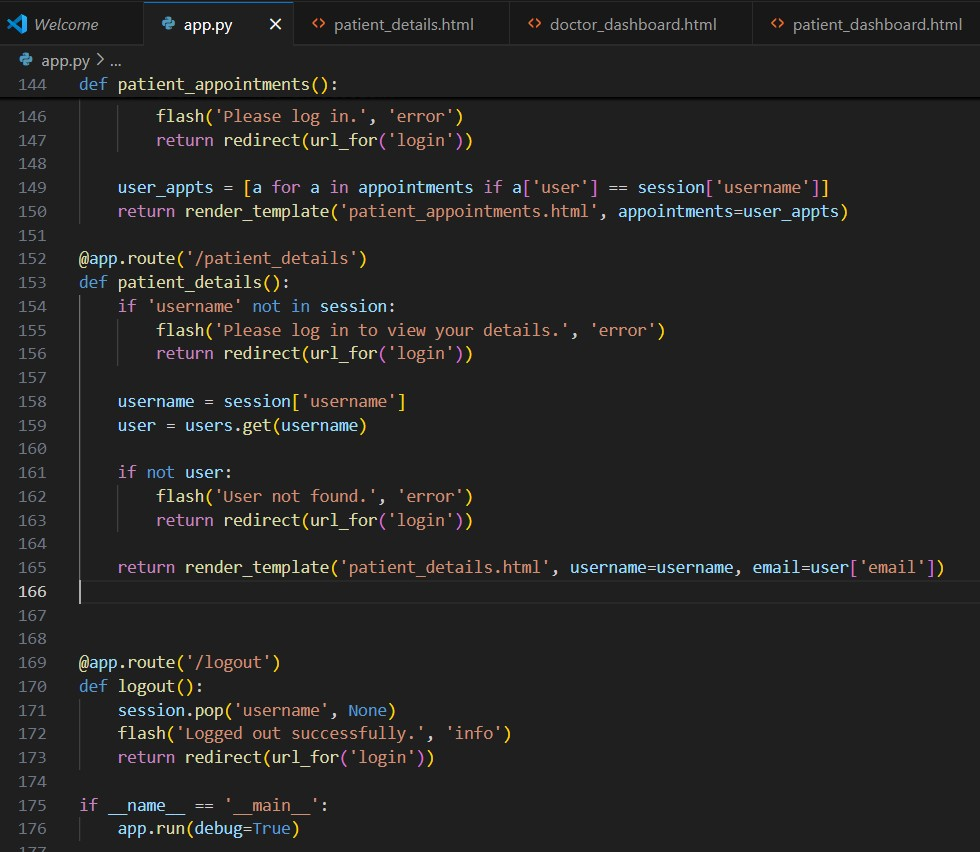 Welcome app.py patient_details.html doctor_dashboard.html patient_dashboard.html
app.py > ...
144 def patient_appointments():
146         flash('Please log in.', 'error')
147         return redirect(url_for('login'))
148
149     user_appts = [a for a in appointments if a['user'] == session['username']]
150     return render_template('patient_appointments.html', appointments=user_appts)
151
152 @app.route('/patient_details')
153 def patient_details():
154     if 'username' not in session:
155         flash('Please log in to view your details.', 'error')
156         return redirect(url_for('login'))
157
158     username = session['username']
159     user = users.get(username)
160
161     if not user:
162         flash('User not found.', 'error')
163         return redirect(url_for('login'))
164
165     return render_template('patient_details.html', username=username, email=user['email'])
166
167
168
169 @app.route('/logout')
170 def logout():
171     session.pop('username', None)
172     flash('Logged out successfully.', 'info')
173     return redirect(url_for('login'))
174
175 if __name__ == '__main__':
176     app.run(debug=True)
177